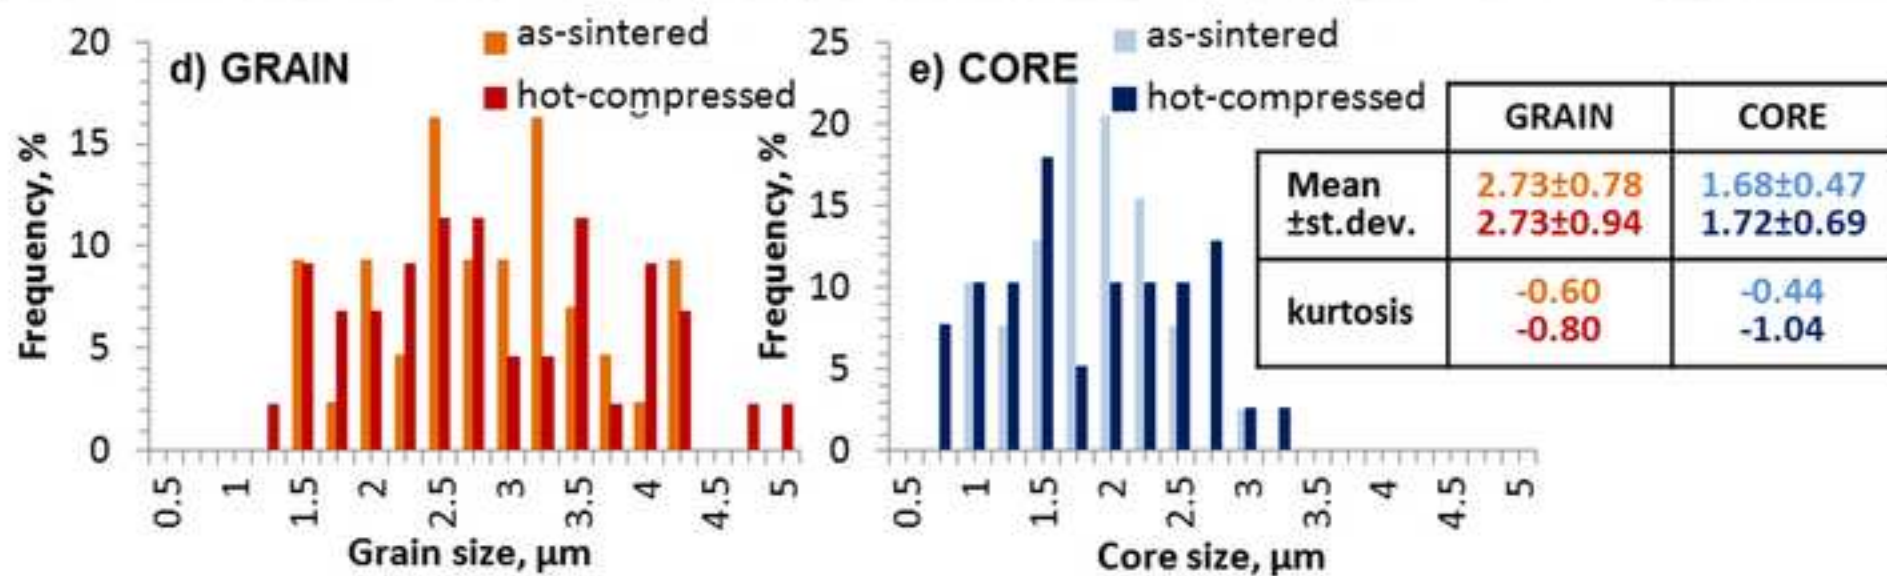 d) GRAIN
as-sintered
hot-compressed
20
15
10
5
0
Frequency, %
0.5 1 1.5 2 2.5 3 3.5 4 4.5 5
Grain size, μm
e) CORE
as-sintered
hot-compressed
25
20
15
10
5
0
Frequency, %
0.5 1 1.5 2 2.5 3 3.5 4 4.5 5
Core size, μm
GRAIN CORE
Mean 2.73±0.78 1.68±0.47
±st.dev. 2.73±0.94 1.72±0.69
kurtosis
-0.60 -0.44
-0.80 -1.04